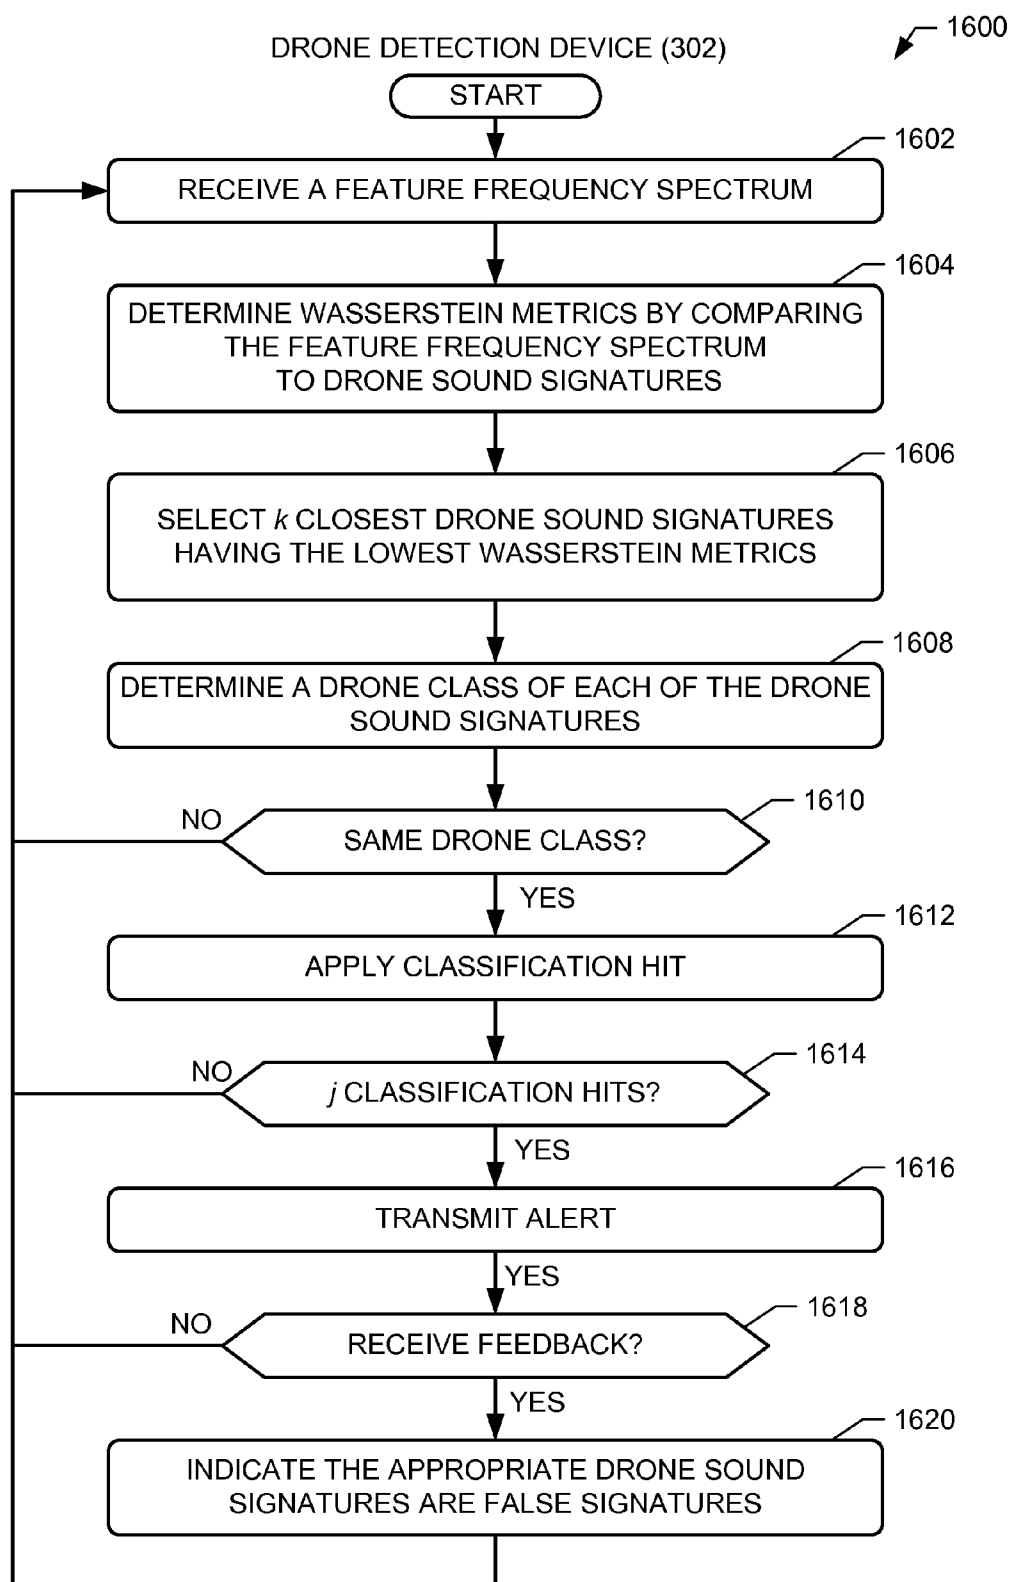 1600
DRONE DETECTION DEVICE (302)
START
1602
RECEIVE A FEATURE FREQUENCY SPECTRUM
1604
DETERMINE WASSERSTEIN METRICS BY COMPARING
THE FEATURE FREQUENCY SPECTRUM
TO DRONE SOUND SIGNATURES
1606
SELECT k CLOSEST DRONE SOUND SIGNATURES
HAVING THE LOWEST WASSERSTEIN METRICS
1608
DETERMINE A DRONE CLASS OF EACH OF THE DRONE
SOUND SIGNATURES
1610
NO
SAME DRONE CLASS?
YES
1612
APPLY CLASSIFICATION HIT
1614
NO
j CLASSIFICATION HITS?
YES
1616
TRANSMIT ALERT
YES
1618
NO
RECEIVE FEEDBACK?
YES
1620
INDICATE THE APPROPRIATE DRONE SOUND
SIGNATURES ARE FALSE SIGNATURES